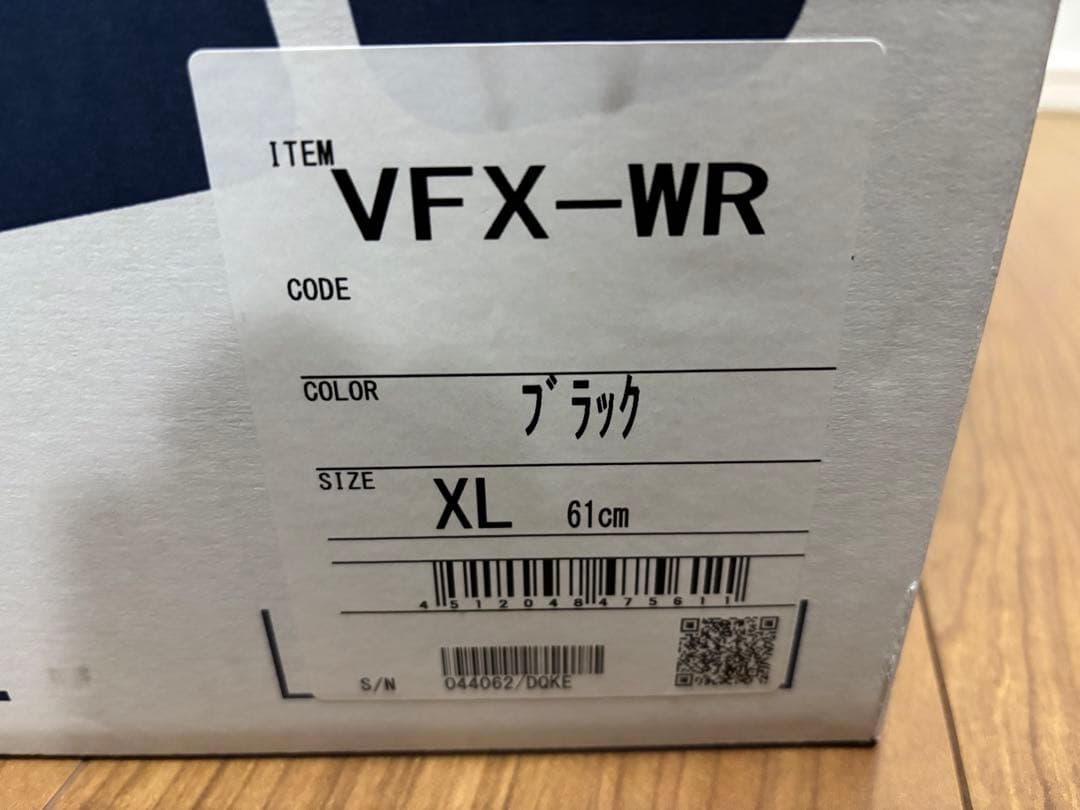 ITEM
VFX-WR
CODE
COLOR ﾌﾞﾗｯｸ
SIZE XL 61cm
4512048475611
S/N 044062/DQKE